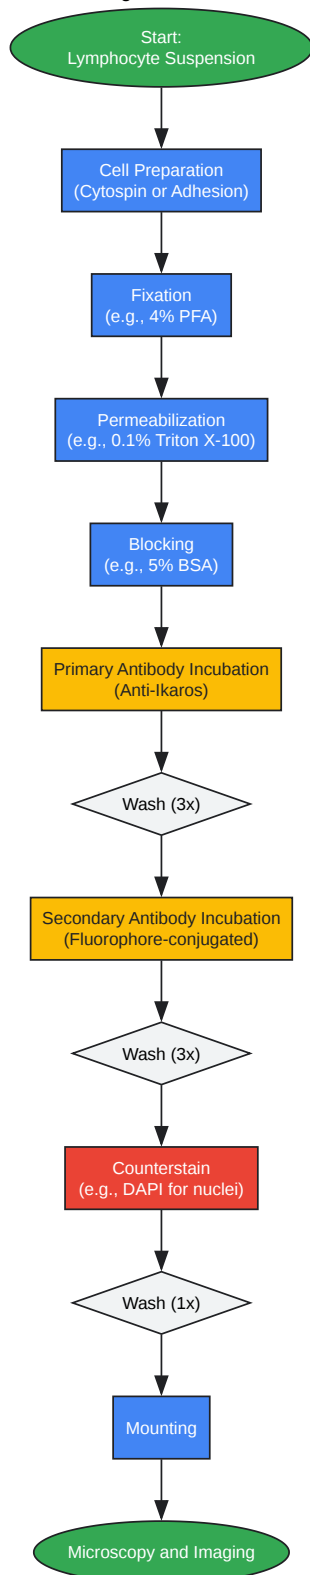 Start:
Lymphocyte Suspension
Cell Preparation
(Cytospin or Adhesion)
Fixation
(e.g., 4% PFA)
Permeabilization
(e.g., 0.1% Triton X-100)
Blocking
(e.g., 5% BSA)
Primary Antibody Incubation
(Anti-Ikaros)
Wash (3x)
Secondary Antibody Incubation
(Fluorophore-conjugated)
Wash (3x)
Counterstain
(e.g., DAPI for nuclei)
Wash (1x)
Mounting
Microscopy and Imaging